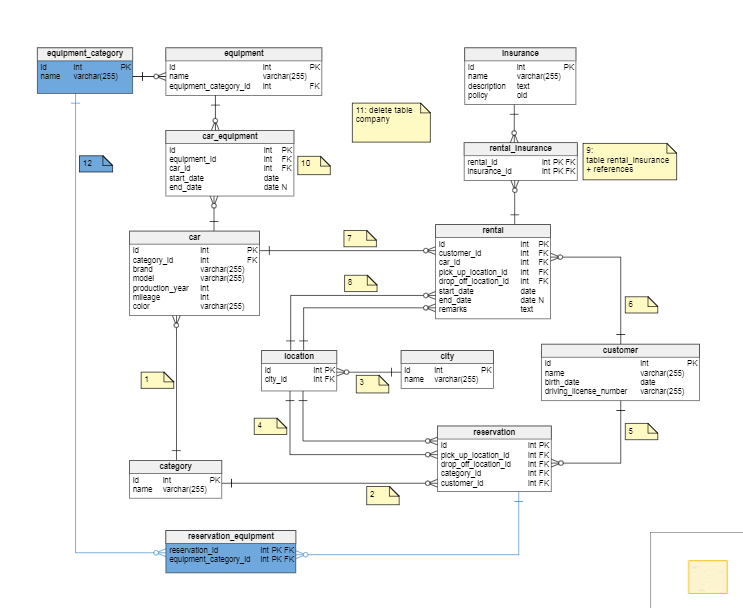 equipment_category
id int PK
name varchar(255)
equipment
id int PK
name varchar(255)
equipment_category_id int FK
insurance
id int PK
name varchar(255)
description text
policy oid
11: delete table
company
car_equipment
id int PK
equipment_id int FK
car_id int FK
start_date date
end_date date N
10
rental_insurance
rental_id int PK FK
insurance_id int PK FK
9:
table rental_insurance
+ references
12
car
id int PK
category_id int FK
brand varchar(255)
model varchar(255)
production_year int
mileage int
color varchar(255)
7
rental
id int PK
customer_id int FK
car_id int FK
pick_up_location_id int FK
drop_off_location_id int FK
start_date date
end_date date N
remarks text
8
6
location
id int PK
city_id int FK
city
id int PK
name varchar(255)
customer
id int PK
name varchar(255)
birth_date date
driving_license_number varchar(255)
1
3
4
5
reservation
id int PK
pick_up_location_id int FK
drop_off_location_id int FK
category_id int FK
customer_id int FK
category
id int PK
name varchar(255)
2
reservation_equipment
reservation_id int PK FK
equipment_category_id int PK FK